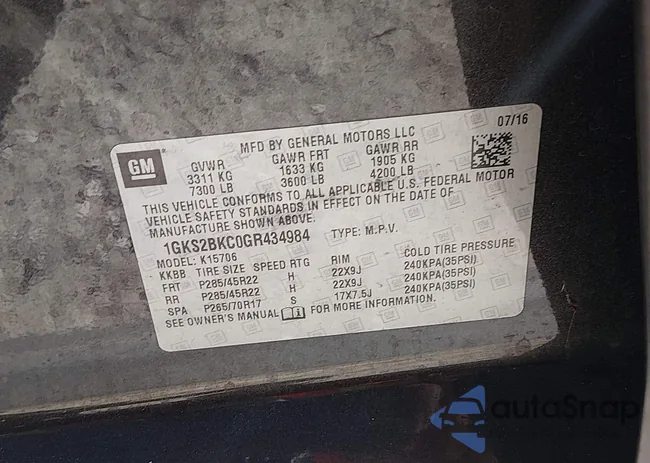 MFD BY GENERAL MOTORS LLC 07/16
GM GVWR GAWR FRT GAWR RR
3311 KG 1633 KG 1905 KG
7300 LB 3600 LB 4200 LB
THIS VEHICLE CONFORMS TO ALL APPLICABLE U.S. FEDERAL MOTOR
VEHICLE SAFETY STANDARDS IN EFFECT ON THE DATE OF
MANUFACTURE SHOWN ABOVE.
1GKS2BKC0GR434984 TYPE: M.P.V.
MODEL: K15706
KKBB TIRE SIZE SPEED RTG RIM COLD TIRE PRESSURE
FRT P285/45R22 H 22X9J 240KPA(35PSI)
RR P285/45R22 H 22X9J 240KPA(35PSI)
SPA P265/70R17 S 17X7.5J 240KPA(35PSI)
SEE OWNER'S MANUAL FOR MORE INFORMATION.
autoSnap